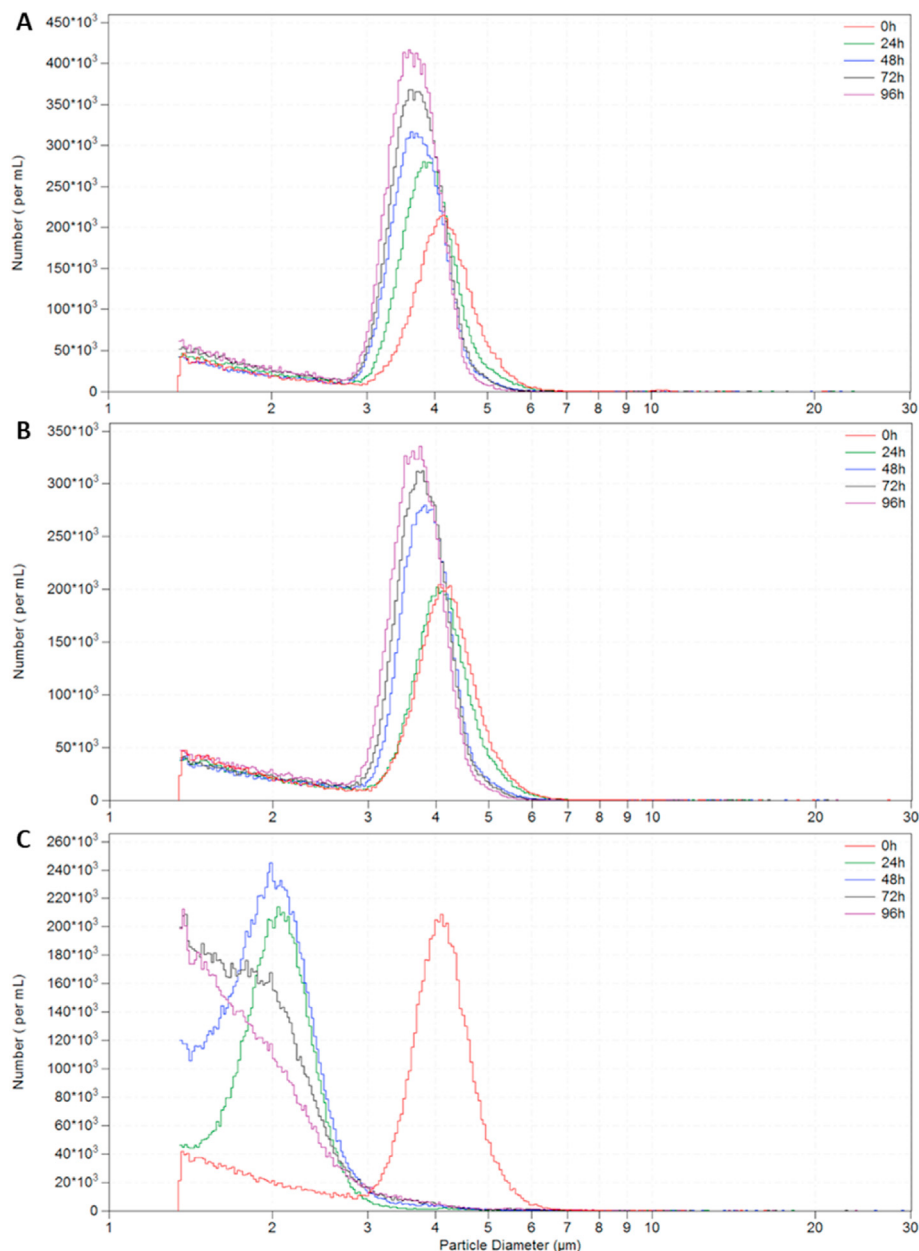 A
450*10³
400*10³
350*10³
300*10³
250*10³
200*10³
150*10³
100*10³
50*10³
0
Number ( per mL)
0h
24h
48h
72h
96h
1 2 3 4 5 6 7 8 9 10 20 30
B
350*10³
300*10³
250*10³
200*10³
150*10³
100*10³
50*10³
0
Number ( per mL)
0h
24h
48h
72h
96h
1 2 3 4 5 6 7 8 9 10 20 30
C
260*10³
240*10³
220*10³
200*10³
180*10³
160*10³
140*10³
120*10³
100*10³
80*10³
60*10³
40*10³
20*10³
0
Number ( per mL)
0h
24h
48h
72h
96h
1 2 3 4 5 6 7 8 9 10 20 30
Particle Diameter (µm)